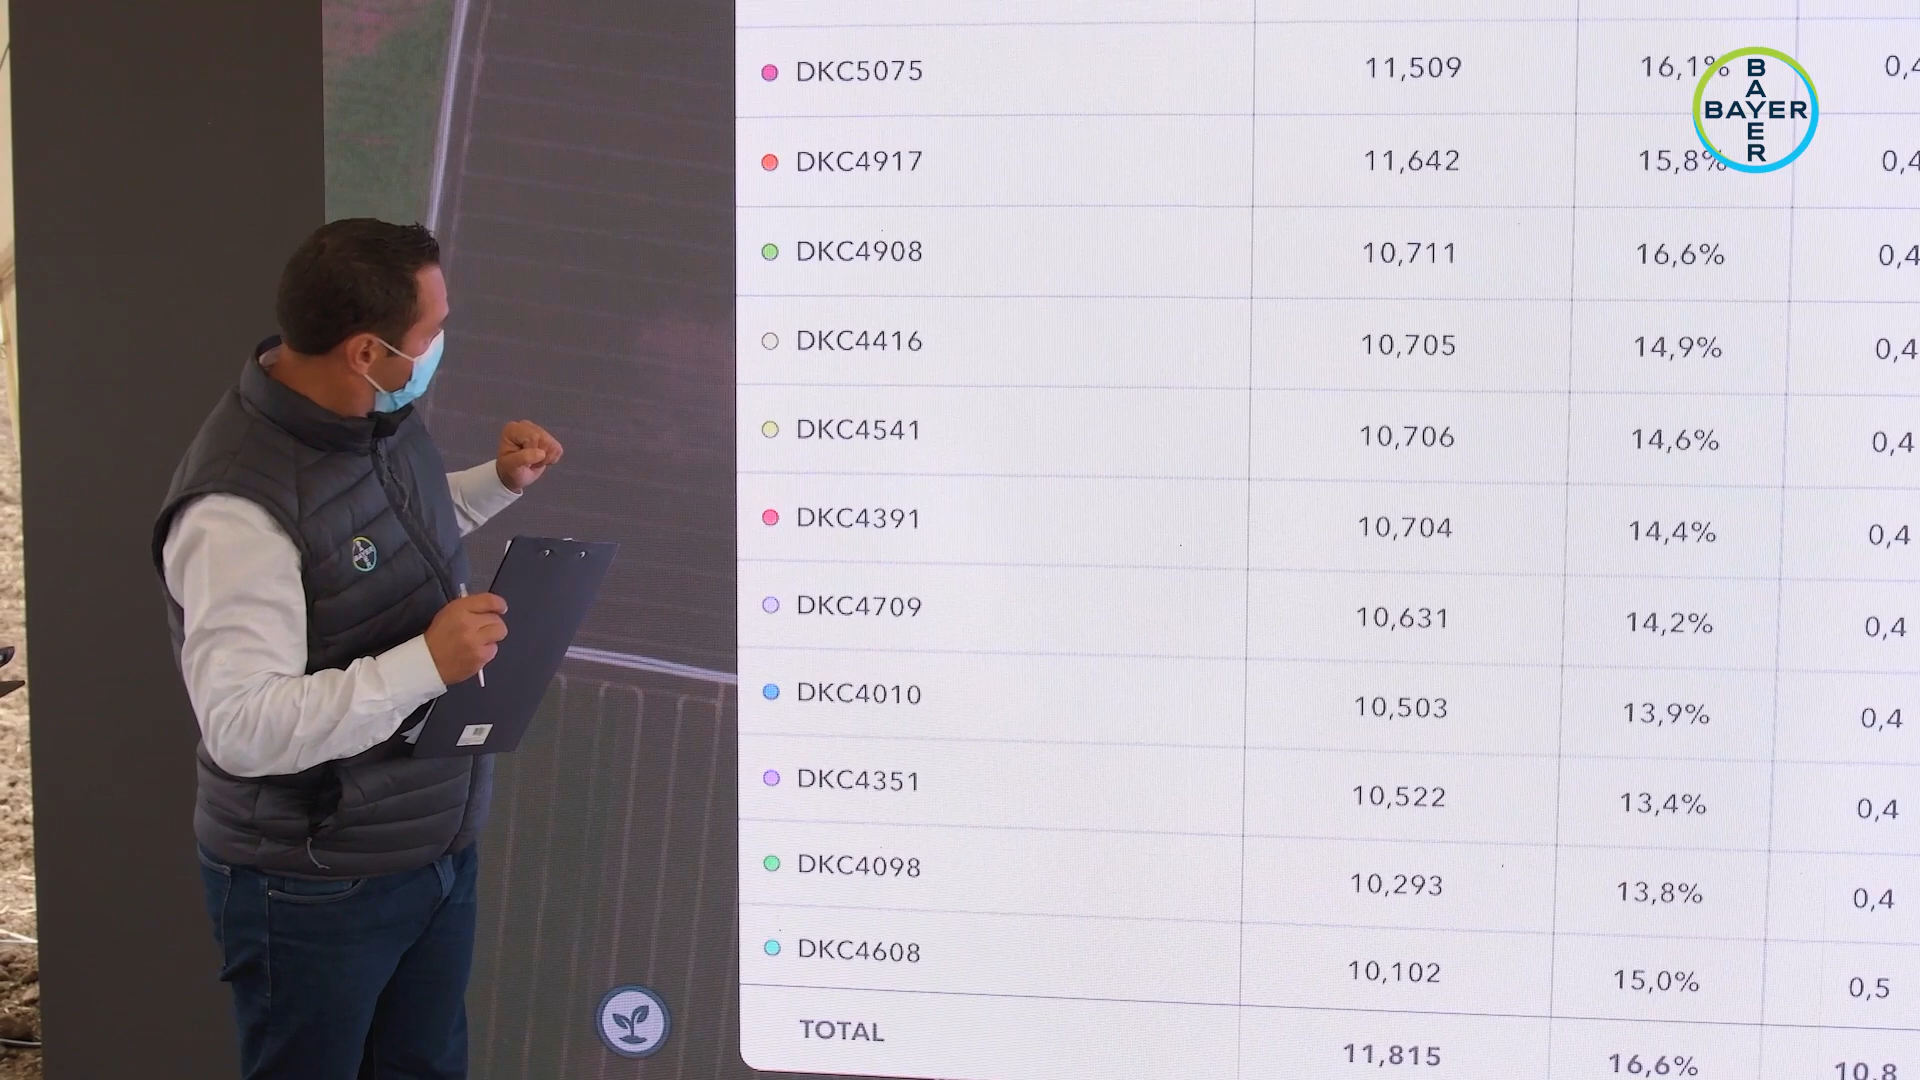 DKC5075 11,509 16,1% 0,4
DKC4917 11,642 15,8% 0,4
DKC4908 10,711 16,6% 0,4
DKC4416 10,705 14,9% 0,4
DKC4541 10,706 14,6% 0,4
DKC4391 10,704 14,4% 0,4
DKC4709 10,631 14,2% 0,4
DKC4010 10,503 13,9% 0,4
DKC4351 10,522 13,4% 0,4
DKC4098 10,293 13,8% 0,4
DKC4608 10,102 15,0% 0,5
TOTAL 11,815 16,6% 10,8
BAYER
BAYER
BAYER
BAYER